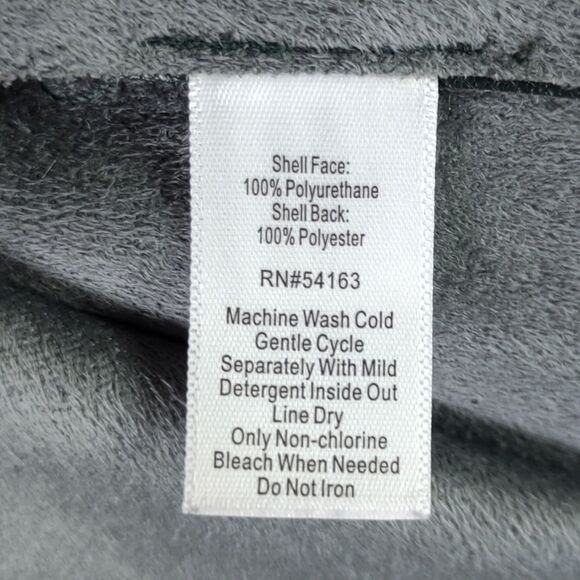 Shell Face:
100% Polyurethane
Shell Back:
100% Polyester
RN#54163
Machine Wash Cold
Gentle Cycle
Separately With Mild
Detergent Inside Out
Line Dry
Only Non-chlorine
Bleach When Needed
Do Not Iron